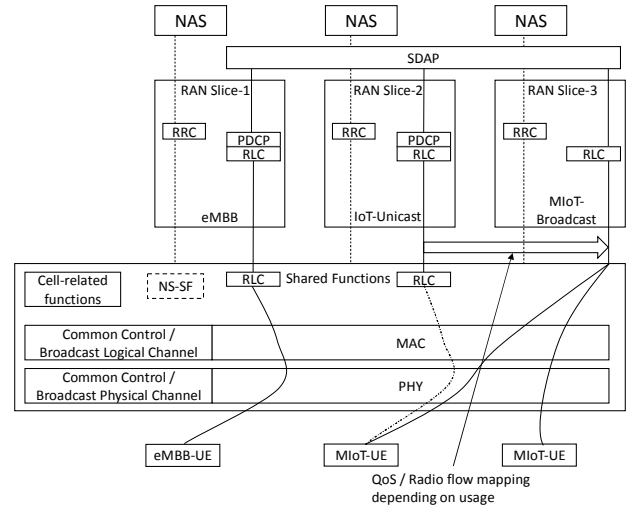 NAS
NAS
NAS
SDAP
RAN Slice-1
RAN Slice-2
RAN Slice-3
RRC
PDCP
RLC
RRC
PDCP
RLC
RRC
RLC
eMBB
IoT-Unicast
MIoT-
Broadcast
Cell-related
functions
NS-SF
RLC
Shared Functions
RLC
Common Control /
Broadcast Logical Channel
MAC
Common Control /
Broadcast Physical Channel
PHY
eMBB-UE
MIoT-UE
MIoT-UE
QoS / Radio flow mapping
depending on usage